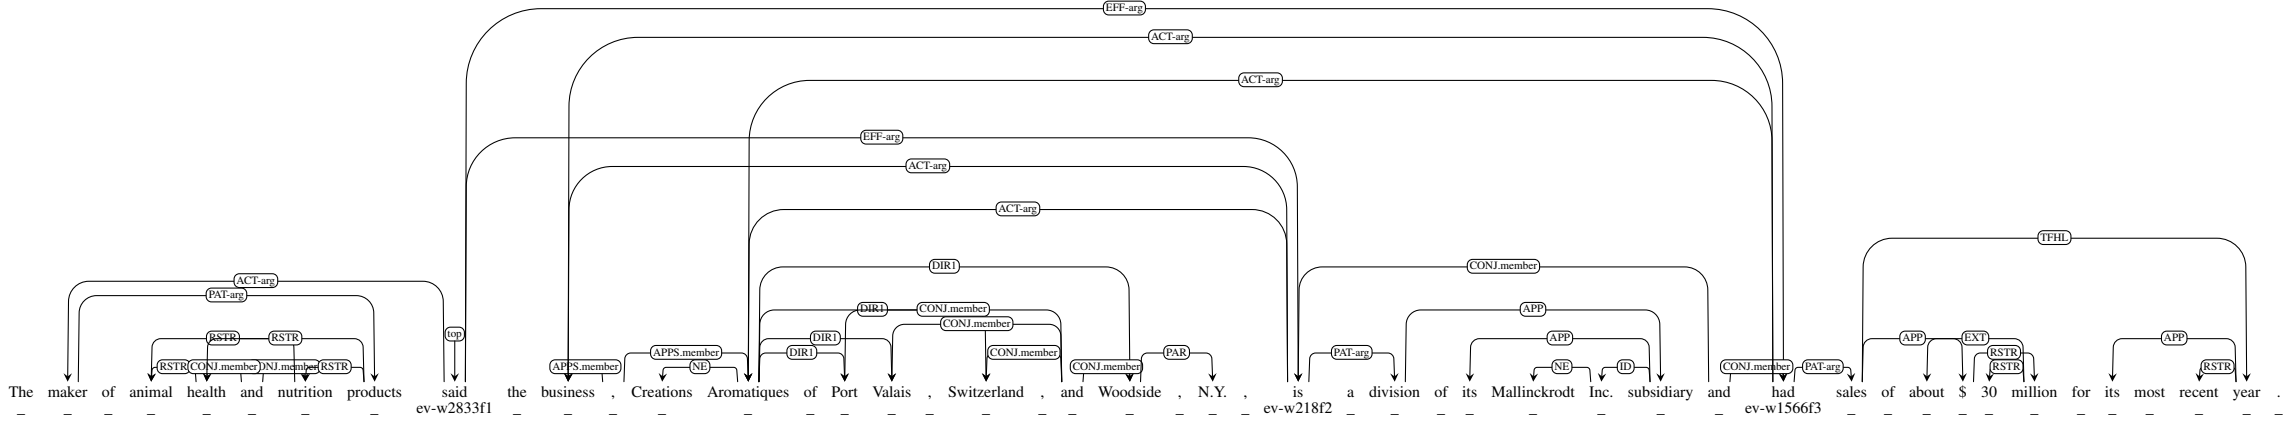 EFF-arg
ACT-arg
ACT-arg
EFF-arg
ACT-arg
ACT-arg
TFHL
DIR1 CONJ.member
ACT-arg
PAT-arg
DIR1 CONJ.member APP
CONJ.member
top
RSTR RSTR DIR1 APP APP EXT APP
APPS.member DIR1 CONJ.member PAR PAT-arg RSTR
RSTR CONJ.member CONJ.member RSTR APPS.member NE CONJ.member NE ID CONJ.member PAT-arg RSTR RSTR
The maker of animal health and nutrition products said the business , Creations Aromatiques of Port Valais , Switzerland , and Woodside , N.Y. , is a division of its Mallinckrodt Inc. subsidiary and had sales of about $ 30 million for its most recent year .
_ _ _ _ _ _ _ _ ev-w2833f1 _ _ _ _ _ _ _ _ _ _ _ _ _ _ _ _ ev-w218f2 _ _ _ _ _ _ _ _ ev-w1566f3 _ _ _ _ _ _ _ _ _ _ _ _